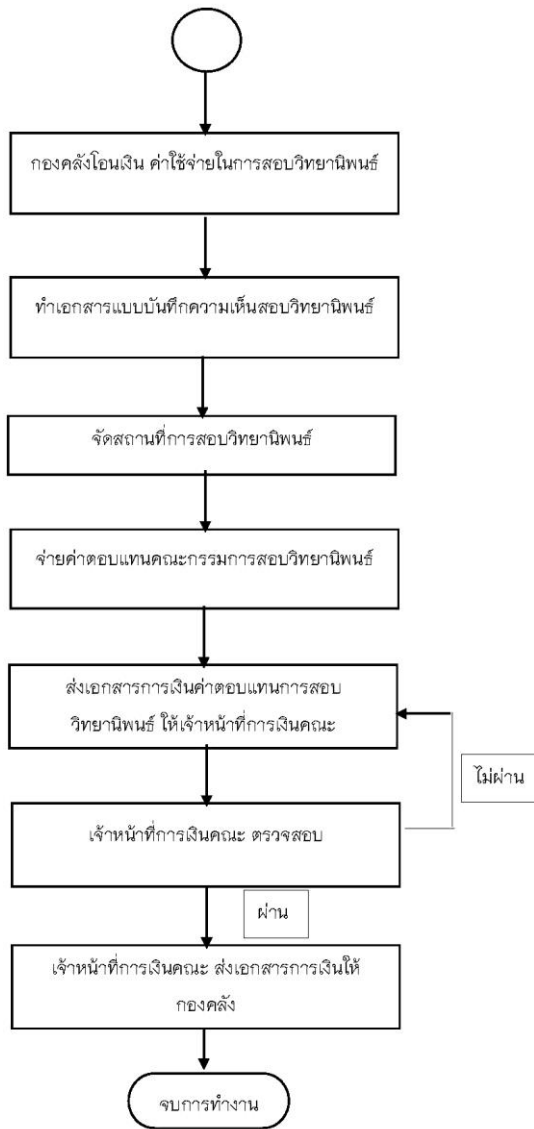 กองคลังโอนเงิน ค่าใช้จ่ายในการสอบวิทยานิพนธ์
ทำเอกสารแบบบันทึกความเห็นสอบวิทยานิพนธ์
จัดสถานที่การสอบวิทยานิพนธ์
จ่ายค่าตอบแทนคณะกรรมการสอบวิทยานิพนธ์
ส่งเอกสารการเงินค่าตอบแทนการสอบ
วิทยานิพนธ์ ให้เจ้าหน้าที่การเงินคณะ
ไม่ผ่าน
เจ้าหน้าที่การเงินคณะ ตรวจสอบ
ผ่าน
เจ้าหน้าที่การเงินคณะ ส่งเอกสารการเงินให้
กองคลัง
จบการทำงาน